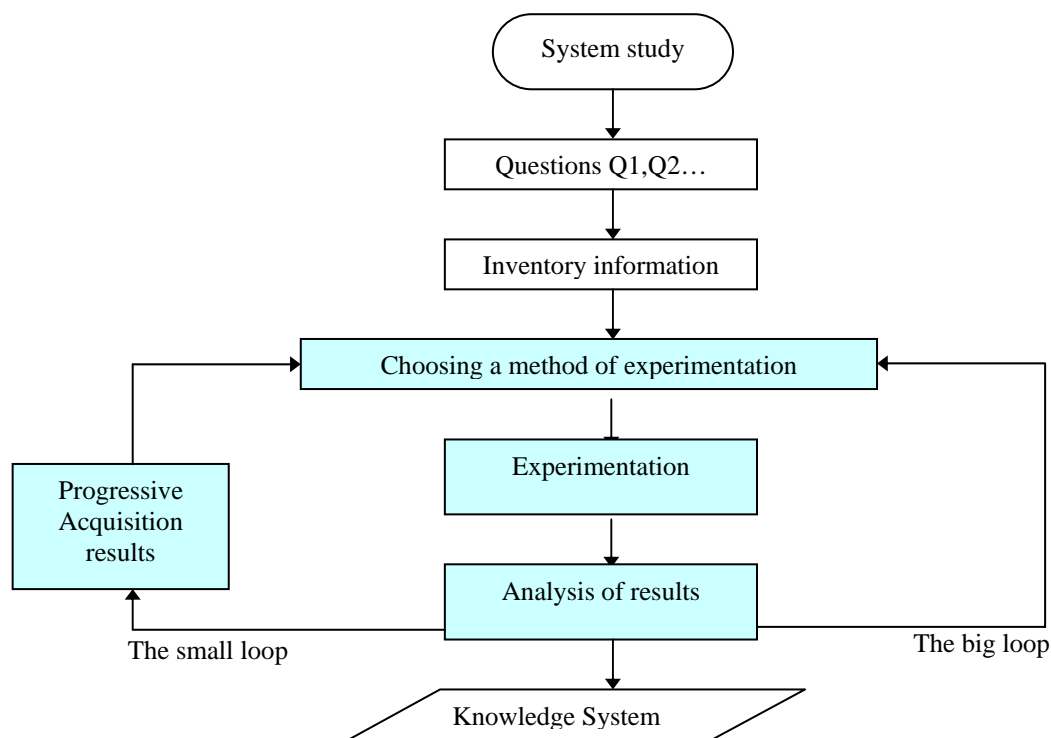 System study
Questions Q1,Q2…
Inventory information
Choosing a method of experimentation
Experimentation
Progressive
Acquisition
results
Analysis of results
The small loop
The big loop
Knowledge System